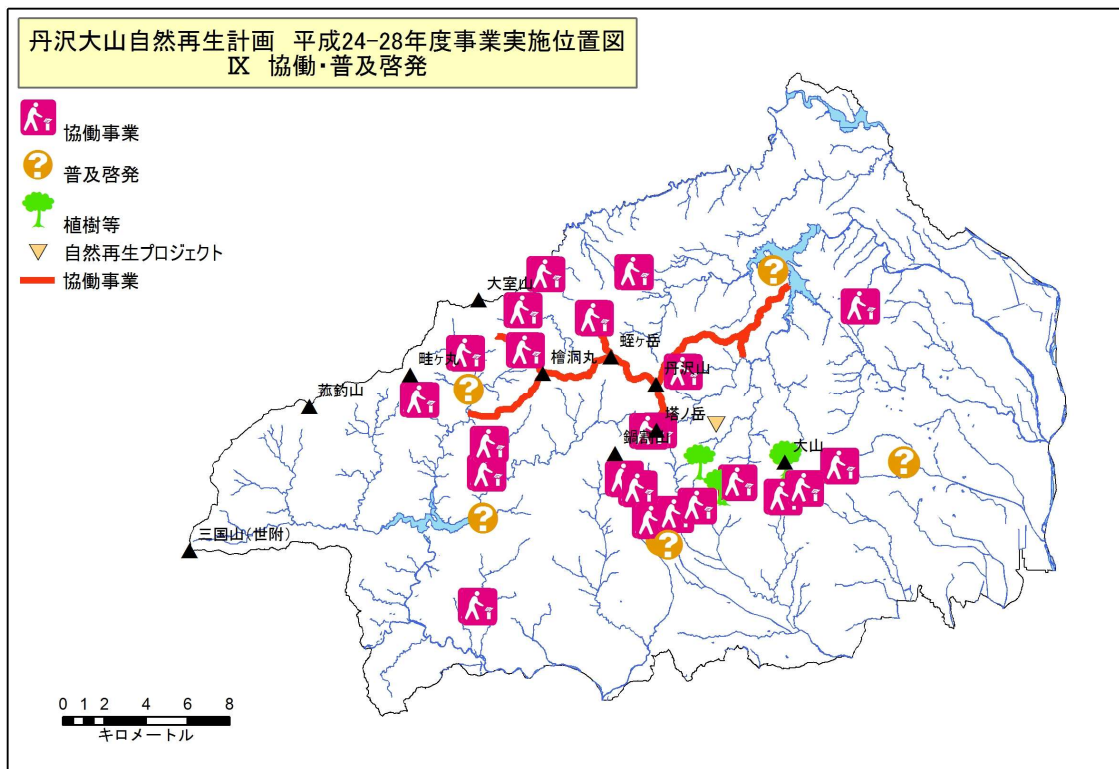 丹沢大山自然再生計画　平成24-28年度事業実施位置図
Ⅸ　協働・普及啓発
協働事業
普及啓発
植樹等
自然再生プロジェクト
協働事業
大室山
蛭ヶ岳
畦ヶ丸
檜洞丸
丹沢山
菰釣山
塔ノ岳
鍋割山
大山
三国山(世附)
0 1 2 4 6 8
キロメートル